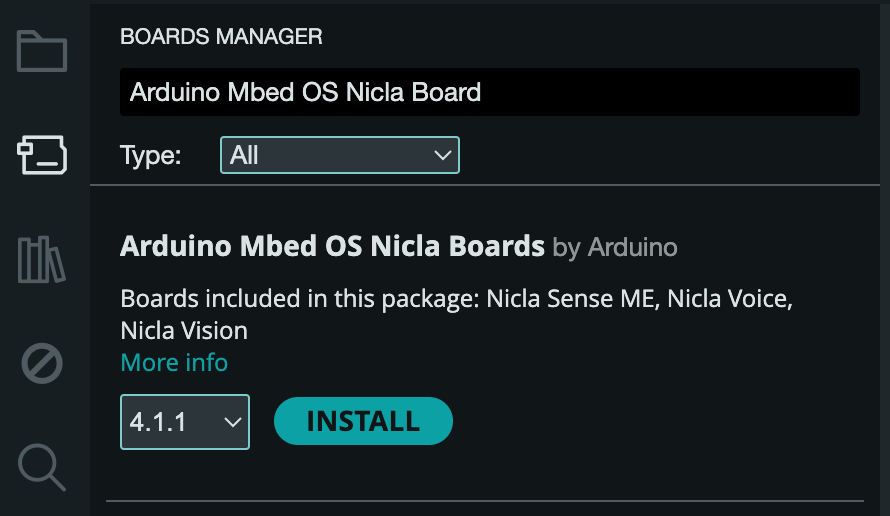 BOARDS MANAGER
Arduino Mbed OS Nicla Board
Type: All
Arduino Mbed OS Nicla Boards by Arduino
Boards included in this package: Nicla Sense ME, Nicla Voice,
Nicla Vision
More info
4.1.1 INSTALL